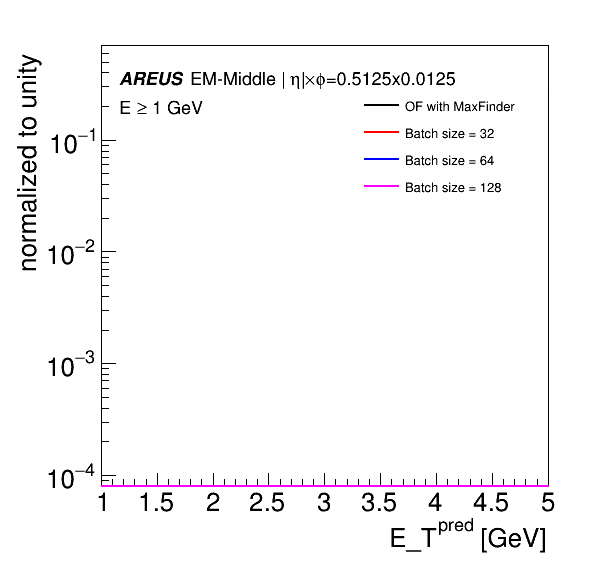 AREUS EM-Middle | η|×ϕ=0.5125x0.0125
E ≥ 1 GeV
OF with MaxFinder
Batch size = 32
Batch size = 64
Batch size = 128
normalized to unity
10⁻¹
10⁻²
10⁻³
10⁻⁴
1 1.5 2 2.5 3 3.5 4 4.5 5
E_T^pred [GeV]